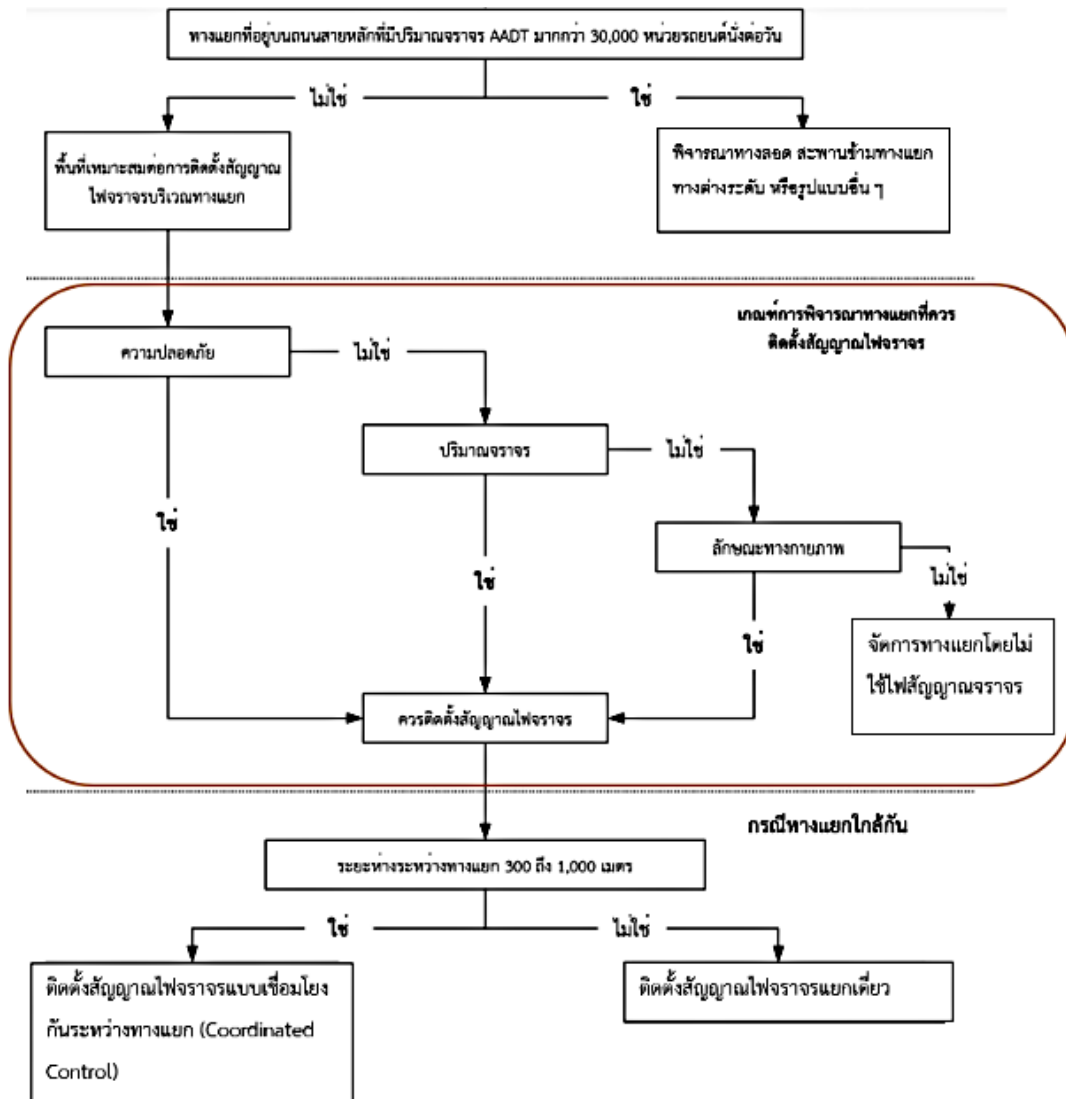 ทางแยกที่อยู่บนถนนสายหลักที่มีปริมาณจราจร AADT มากกว่า 30,000 หน่วยรถยนต์นั่งต่อวัน
ไม่ใช่
ใช่
พื้นที่เหมาะสมต่อการติดตั้งสัญญาณ
ไฟจราจรบริเวณทางแยก
พิจารณาทางลอด สะพานข้ามทางแยก
ทางต่างระดับ หรือรูปแบบอื่น ๆ
เกณฑ์การพิจารณาทางแยกที่ควร
ติดตั้งสัญญาณไฟจราจร
ความปลอดภัย
ไม่ใช่
ปริมาณจราจร
ไม่ใช่
ใช่
ลักษณะทางกายภาพ
ใช่
ไม่ใช่
ใช่
จัดการทางแยกโดยไม่
ใช้ไฟสัญญาณจราจร
ควรติดตั้งสัญญาณไฟจราจร
กรณีทางแยกใกล้กัน
ระยะห่างระหว่างทางแยก 300 ถึง 1,000 เมตร
ใช่
ไม่ใช่
ติดตั้งสัญญาณไฟจราจรแบบเชื่อมโยง
กันระหว่างทางแยก (Coordinated
Control)
ติดตั้งสัญญาณไฟจราจรแยกเดี่ยว